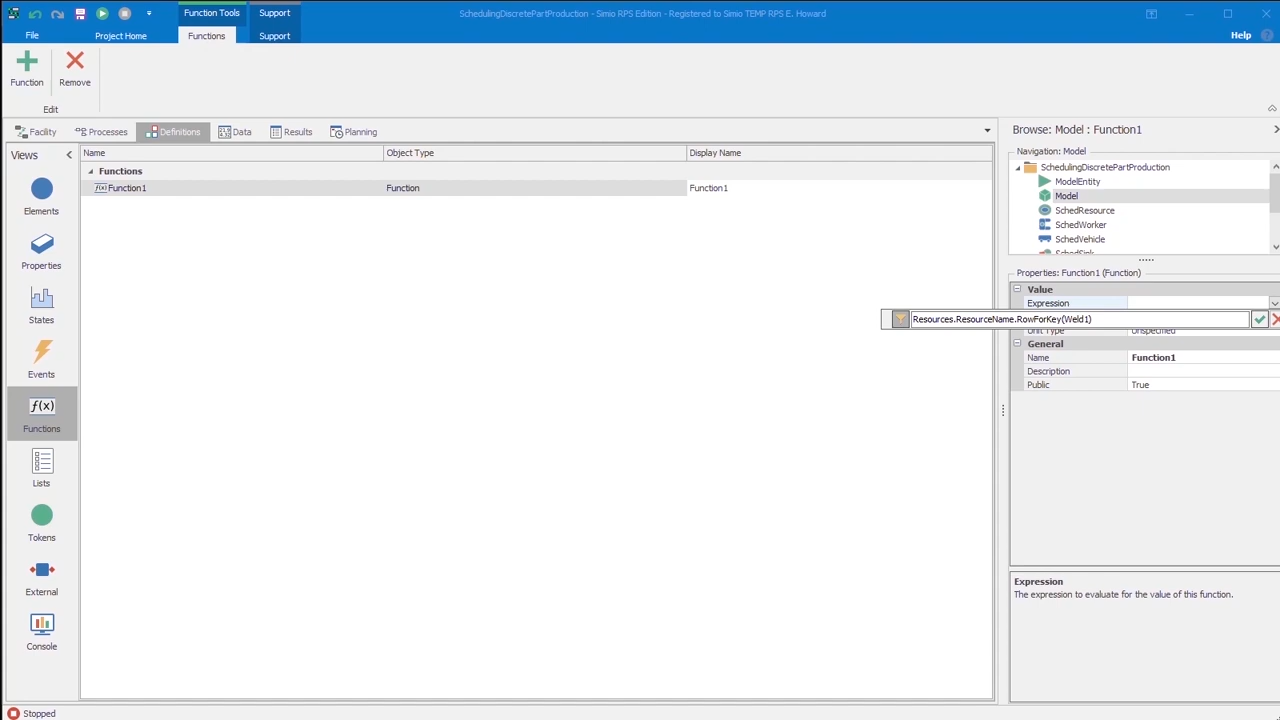 Function Tools
Support
SchedulingDiscretePartProduction - Simio RPS Edition - Registered to Simio TEMP RPS E. Howard
File
Project Home
Functions
Support
Help
Function
Remove
Edit
Facility
Processes
Definitions
Data
Results
Planning
Browse: Model : Function1
Views
Name
Object Type
Display Name
Navigation: Model
Functions
SchedulingDiscretePartProduction
f(x) Function1
Function
Function1
ModelEntity
Model
Elements
SchedResource
SchedWorker
SchedVehicle
SchedSink
Properties
Properties: Function1 (Function)
Value
Expression
States
Resources.ResourceName.RowForKey(Weld1)
Unit Type
Unspecified
General
Name
Function1
Description
Events
Public
True
f(x)
Functions
Lists
Tokens
External
Expression
The expression to evaluate for the value of this function.
Console
Stopped